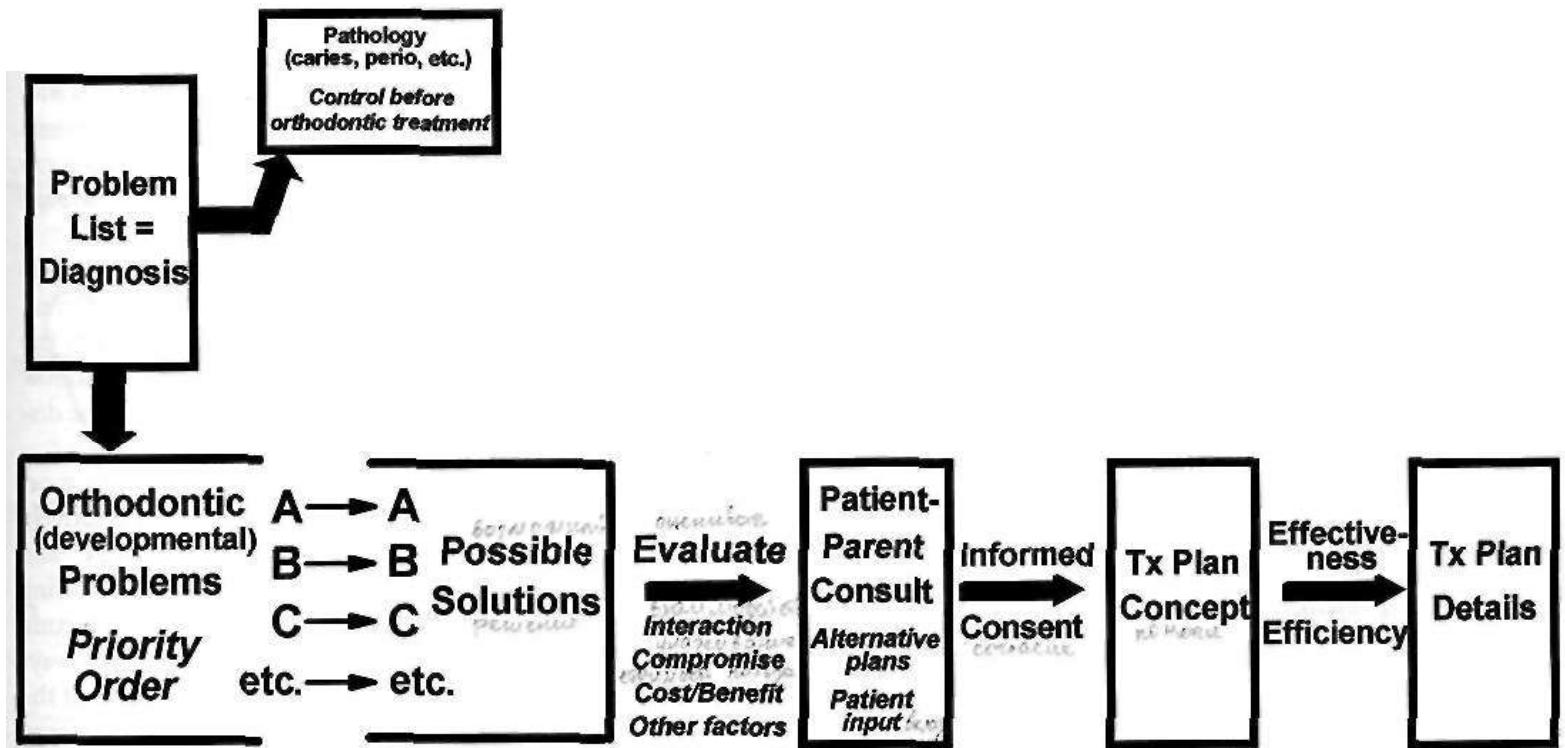 Pathology
(caries, perio, etc.)
Control before
orthodontic treatment
Problem
List =
Diagnosis
Orthodontic
(developmental)
Problems
Priority
Order
A → A
B → B
C → C
etc. → etc.
Possible
Solutions
решения
Evaluate
Interaction
Compromise
Cost/Benefit
Other factors
Patient-
Parent
Consult
Alternative
plans
Patient
input
Informed
Consent
согласие
Tx Plan
Concept
Effective-
ness
Efficiency
Tx Plan
Details